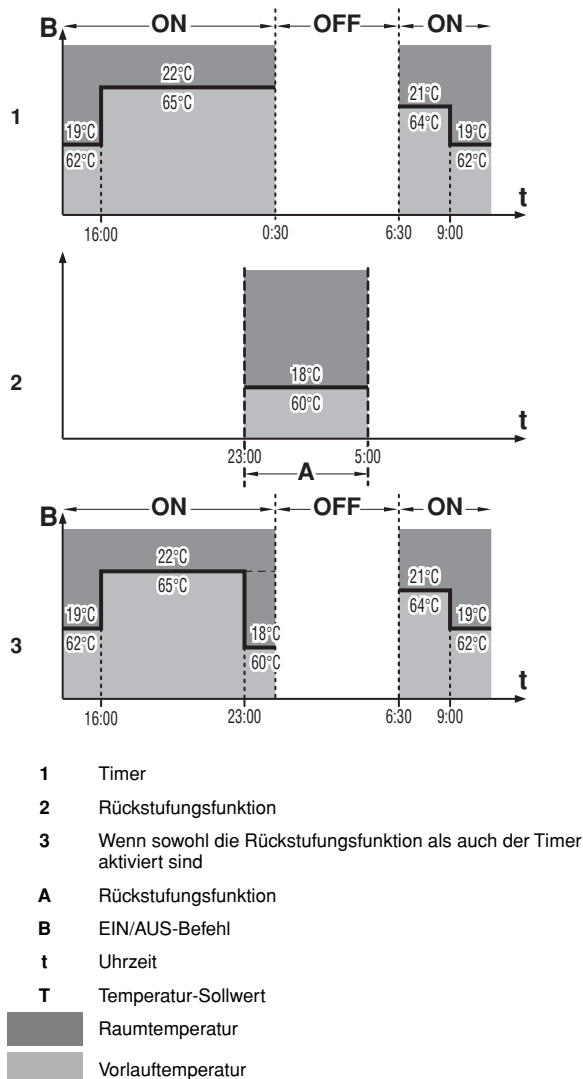 B ON OFF ON
22°C
65°C
21°C
64°C
19°C
62°C
19°C
62°C
1
t
16:00 0:30 6:30 9:00
18°C
60°C
2
t
23:00 5:00
A
B ON OFF ON
22°C
65°C
21°C
64°C
19°C
62°C
18°C
60°C
19°C
62°C
3
t
16:00 23:00 6:30 9:00
1 Timer
2 Rückstufungsfunktion
3 Wenn sowohl die Rückstufungsfunktion als auch der Timer
aktiviert sind
A Rückstufungsfunktion
B EIN/AUS-Befehl
t Uhrzeit
T Temperatur-Sollwert
Raumtemperatur
Vorlauftemperatur